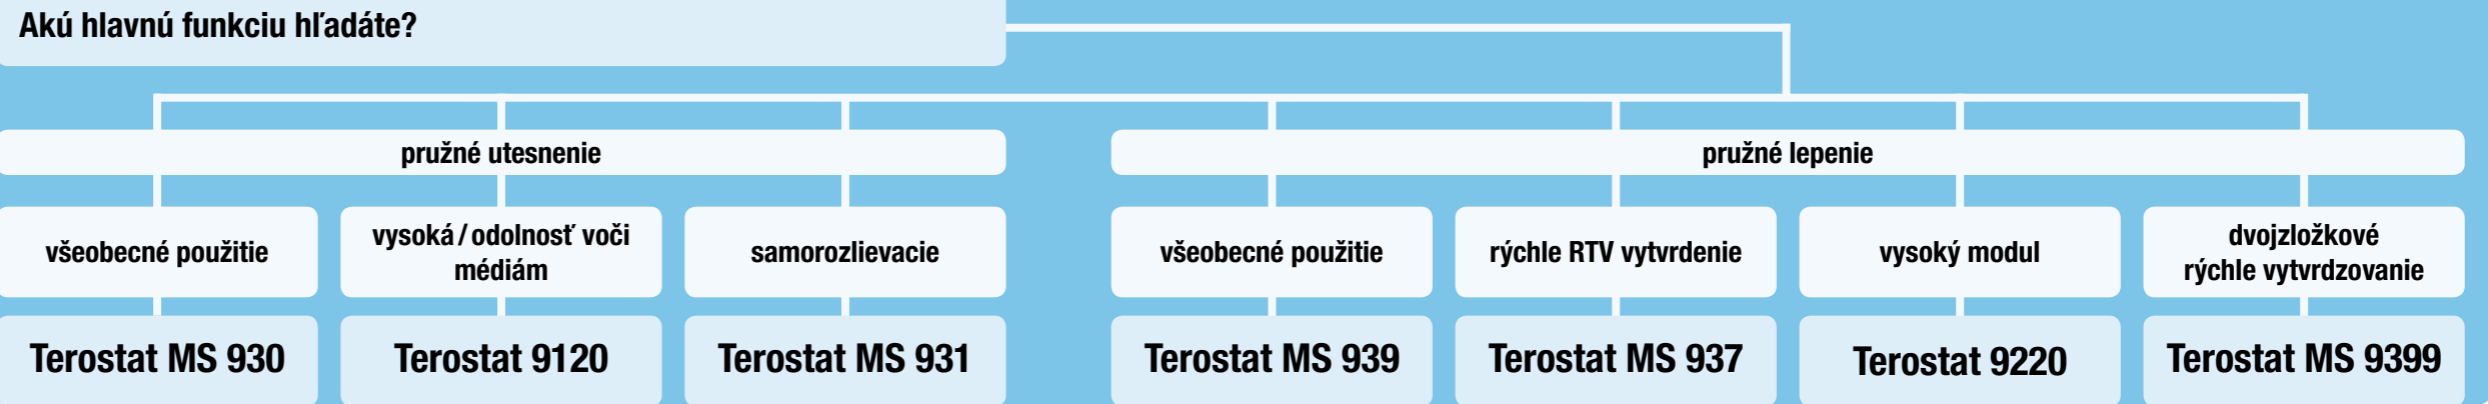 Akú hlavnú funkciu hľadáte?
pružné utesnenie
pružné lepenie
všeobecné použitie
vysoká / odolnosť voči
médiám
samorozlievacie
všeobecné použitie
rýchle RTV vytvrdenie
vysoký modul
dvojzložkové
rýchle vytvrdzovanie
Terostat MS 930
Terostat 9120
Terostat MS 931
Terostat MS 939
Terostat MS 937
Terostat 9220
Terostat MS 9399